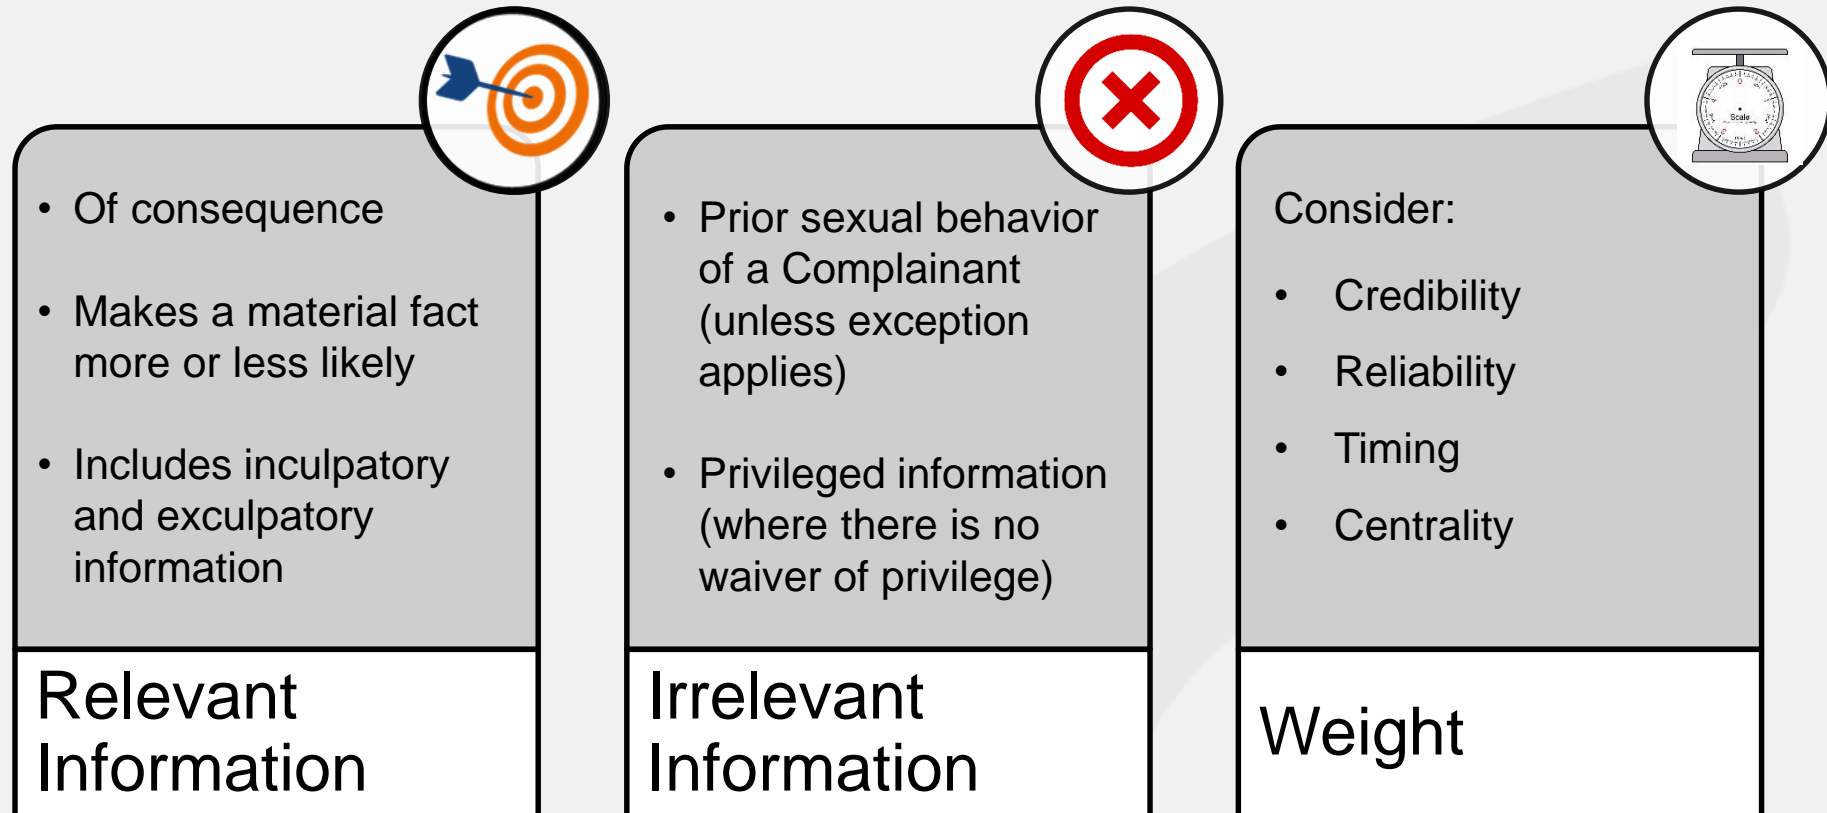 • Of consequence
• Makes a material fact
more or less likely
• Includes inculpatory
and exculpatory
information
Relevant
Information
• Prior sexual behavior
of a Complainant
(unless exception
applies)
• Privileged information
(where there is no
waiver of privilege)
Irrelevant
Information
Scale
Consider:
• Credibility
• Reliability
• Timing
• Centrality
Weight